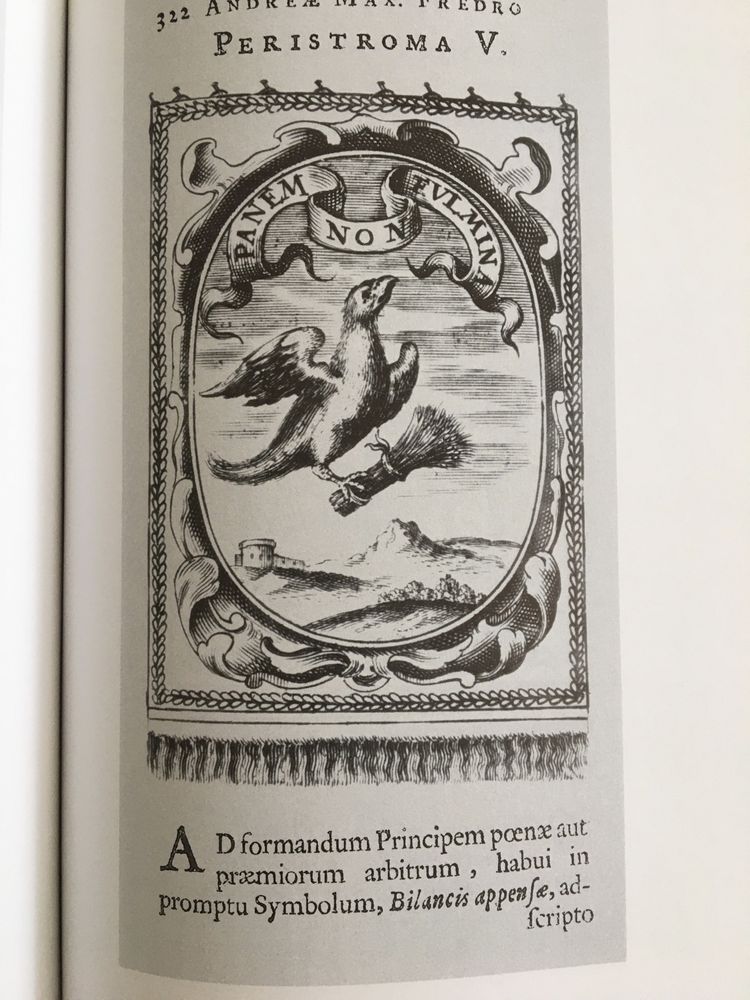 322 ANDREÆ MAX. FREDRO
PERISTROMA V.
PANEM NON FVLMINA
AD formandum Principem pœnæ aut
præmiorum arbitrum, habui in
promptu Symbolum, Bilancis appenſæ, ad-
ſcripto